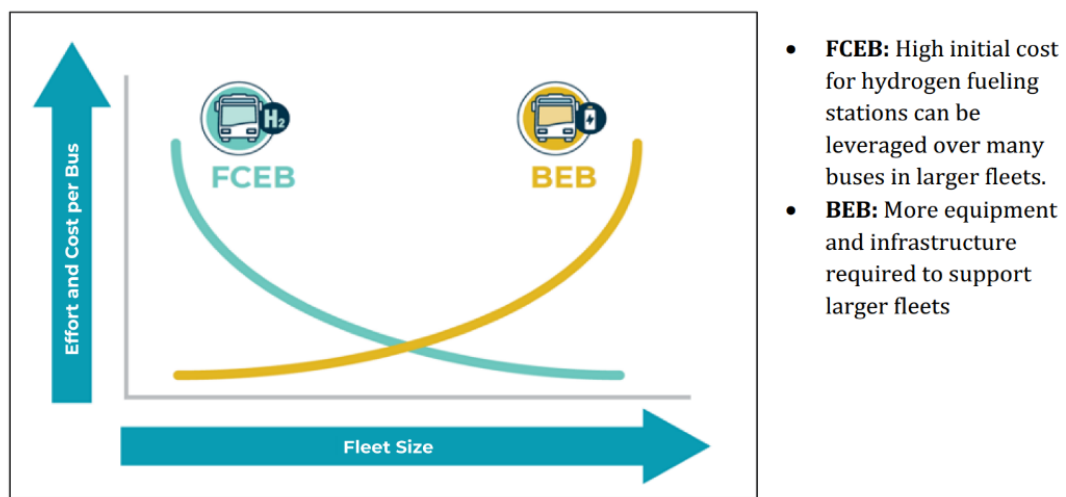 Effort and Cost per Bus
H2
FCEB
BEB
Fleet Size
• FCEB: High initial cost
for hydrogen fueling
stations can be
leveraged over many
buses in larger fleets.
• BEB: More equipment
and infrastructure
required to support
larger fleets